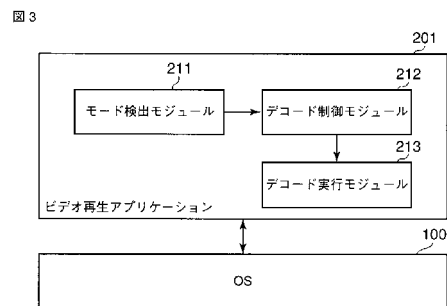 図3
201
211
モード検出モジュール
212
デコード制御モジュール
213
デコード実行モジュール
ビデオ再生アプリケーション
100
OS